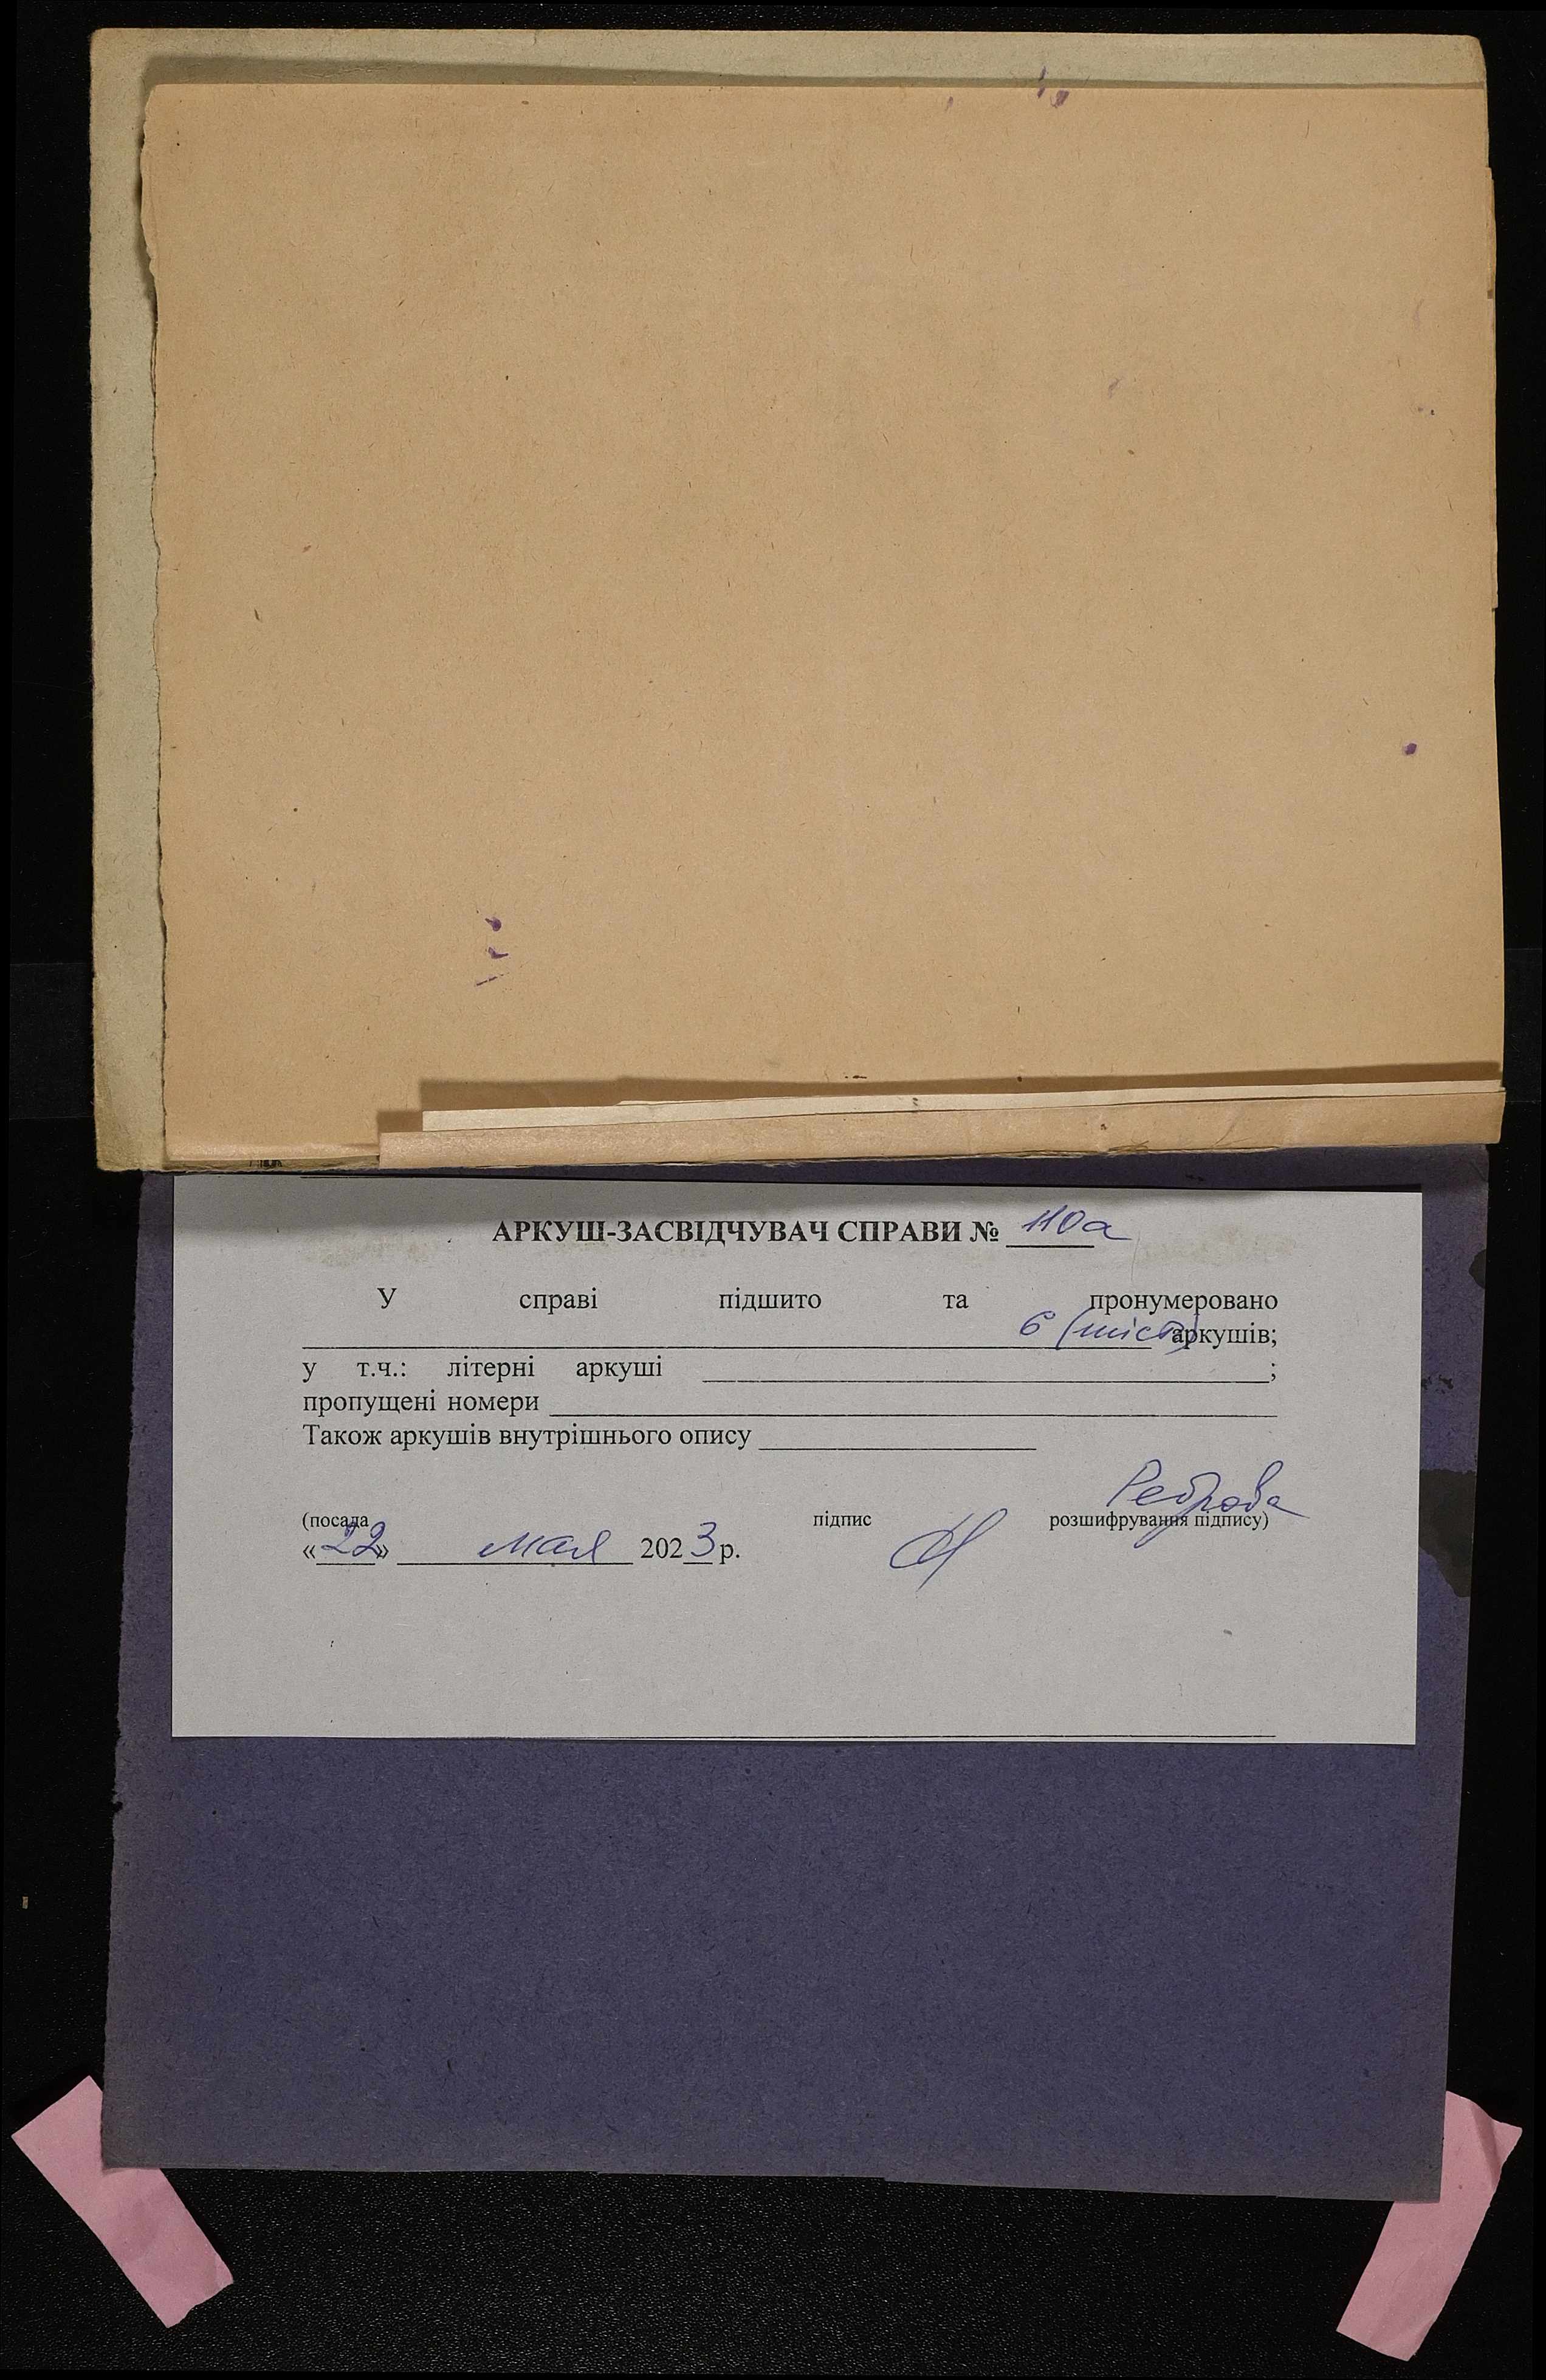 АРКУШ-ЗАСВІДЧУВАЧ СПРАВИ № 110а
У справі підшито та пронумеровано
6 (шість) аркушів;
у т.ч.: літерні аркуші ;
пропущені номери
Також аркушів внутрішнього опису
Реброва
(посада підпис розшифрування підпису)
«22» мая 2023 р.